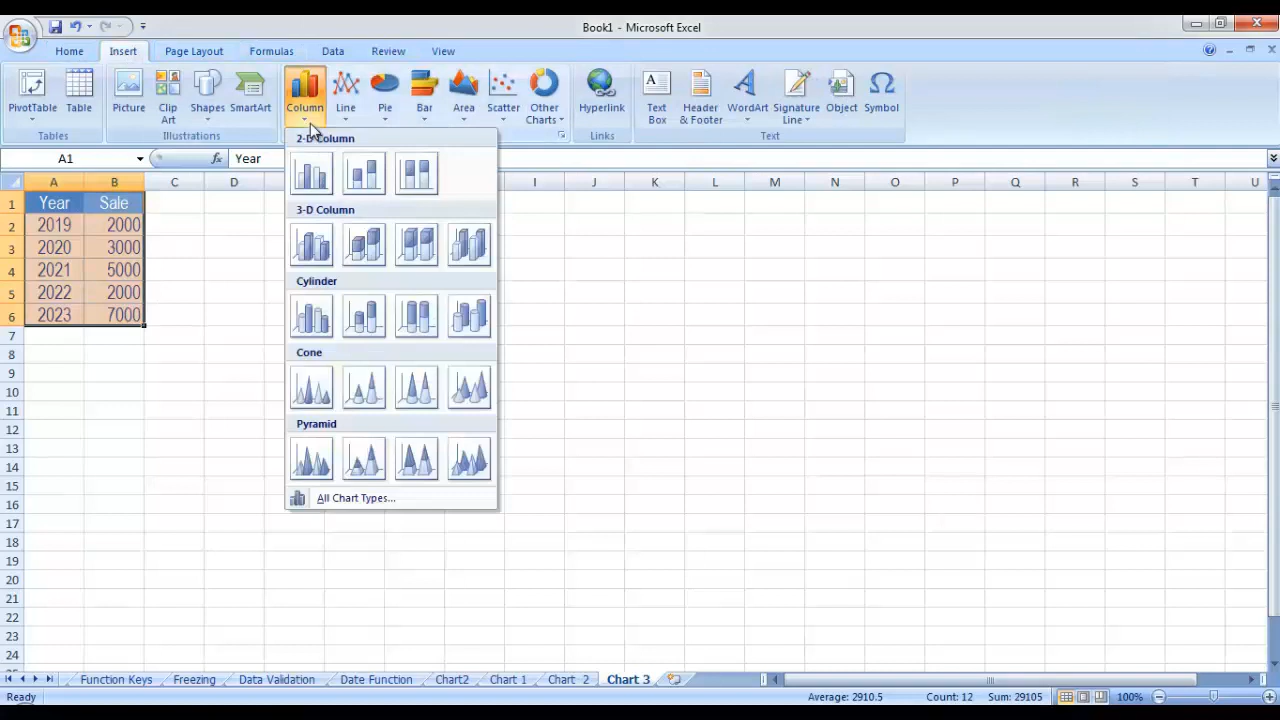 Book1 - Microsoft Excel
Home Insert Page Layout Formulas Data Review View
PivotTable Table Picture Clip Art Shapes SmartArt Column Line Pie Bar Area Scatter Other Charts Hyperlink Text Box Header & Footer WordArt Signature Line Object Symbol
Tables Illustrations Links Text
A1 fx Year
A B C D I J K L M N O P Q R S T U
1 Year Sale
2 2019 2000
3 2020 3000
4 2021 5000
5 2022 2000
6 2023 7000
7
8
9
10
11
12
13
14
15
16
17
18
19
20
21
22
23
24
2-D Column
3-D Column
Cylinder
Cone
Pyramid
All Chart Types...
Function Keys Freezing Data Validation Date Function Chart2 Chart 1 Chart 2 Chart 3
Ready Average: 2910.5 Count: 12 Sum: 29105 100%